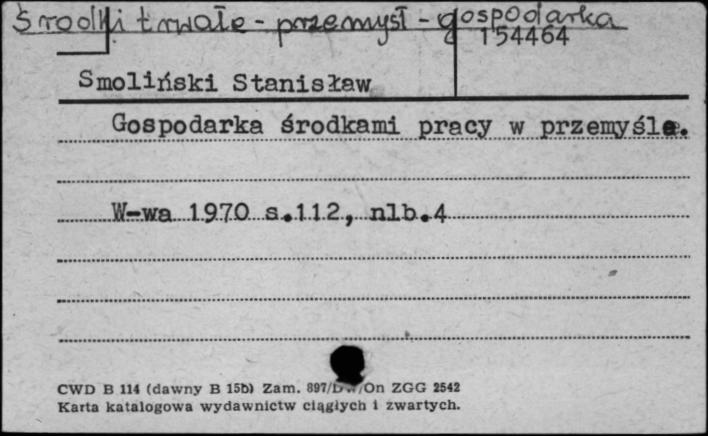 Środki trwałe - przemysł - gospodarka
154464
Smoliński Stanisław
Gospodarka środkami pracy w przemyśle.
W-wa 1970 s.112, nlb.4
CWD B 114 (dawny B 15b) Zam. 897/ /On ZGG 2542
Karta katalogowa wydawnictw ciągłych i zwartych.